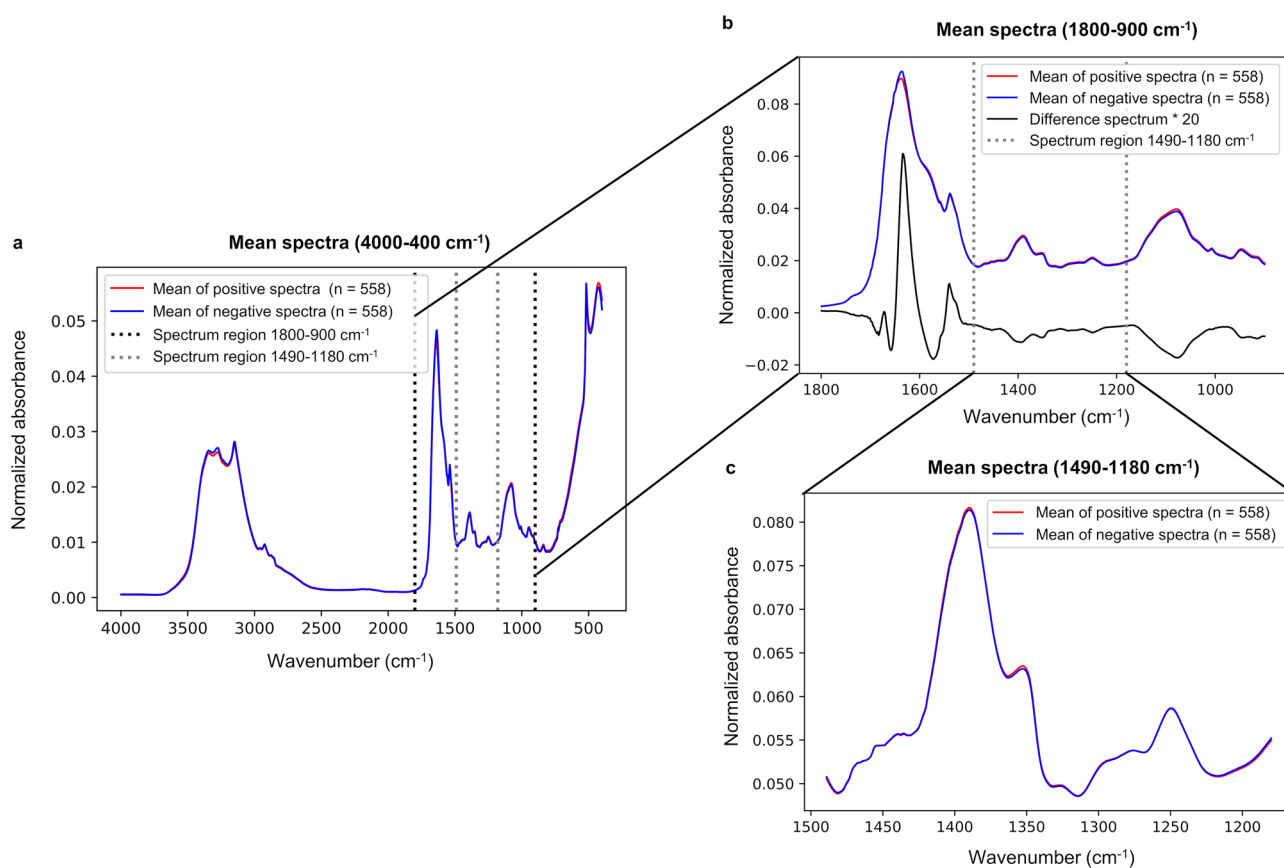 a
Mean spectra (4000-400 cm⁻¹)
Mean of positive spectra (n = 558)
Mean of negative spectra (n = 558)
Spectrum region 1800-900 cm⁻¹
Spectrum region 1490-1180 cm⁻¹
Normalized absorbance
0.05
0.04
0.03
0.02
0.01
0.00
4000 3500 3000 2500 2000 1500 1000 500
Wavenumber (cm⁻¹)
b
Mean spectra (1800-900 cm⁻¹)
Mean of positive spectra (n = 558)
Mean of negative spectra (n = 558)
Difference spectrum * 20
Spectrum region 1490-1180 cm⁻¹
Normalized absorbance
0.08
0.06
0.04
0.02
0.00
−0.02
1800 1600 1400 1200 1000
Wavenumber (cm⁻¹)
c
Mean spectra (1490-1180 cm⁻¹)
Mean of positive spectra (n = 558)
Mean of negative spectra (n = 558)
Normalized absorbance
0.080
0.075
0.070
0.065
0.060
0.055
0.050
1500 1450 1400 1350 1300 1250 1200
Wavenumber (cm⁻¹)